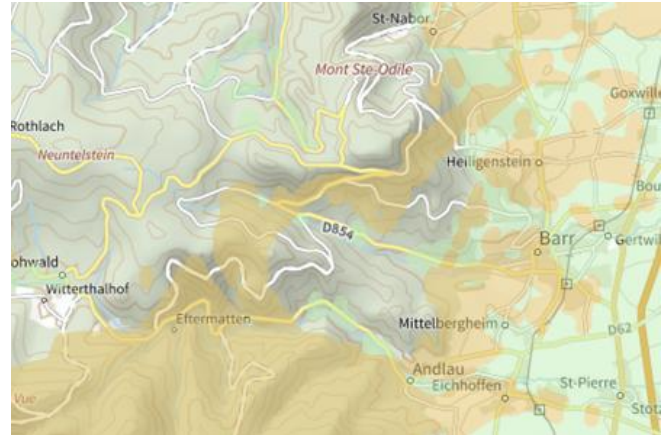 St-Nabor
Mont Ste-Odile
Goxwille
Rothlach
Neuntelstein
Heiligenstein
Bou
D854
Barr
Gertwil
ohwald
Witterthalhof
Eftermatten
Mittelbergheim
D62
Andlau
Vue
Eichhoffen
St-Pierre
Stotz